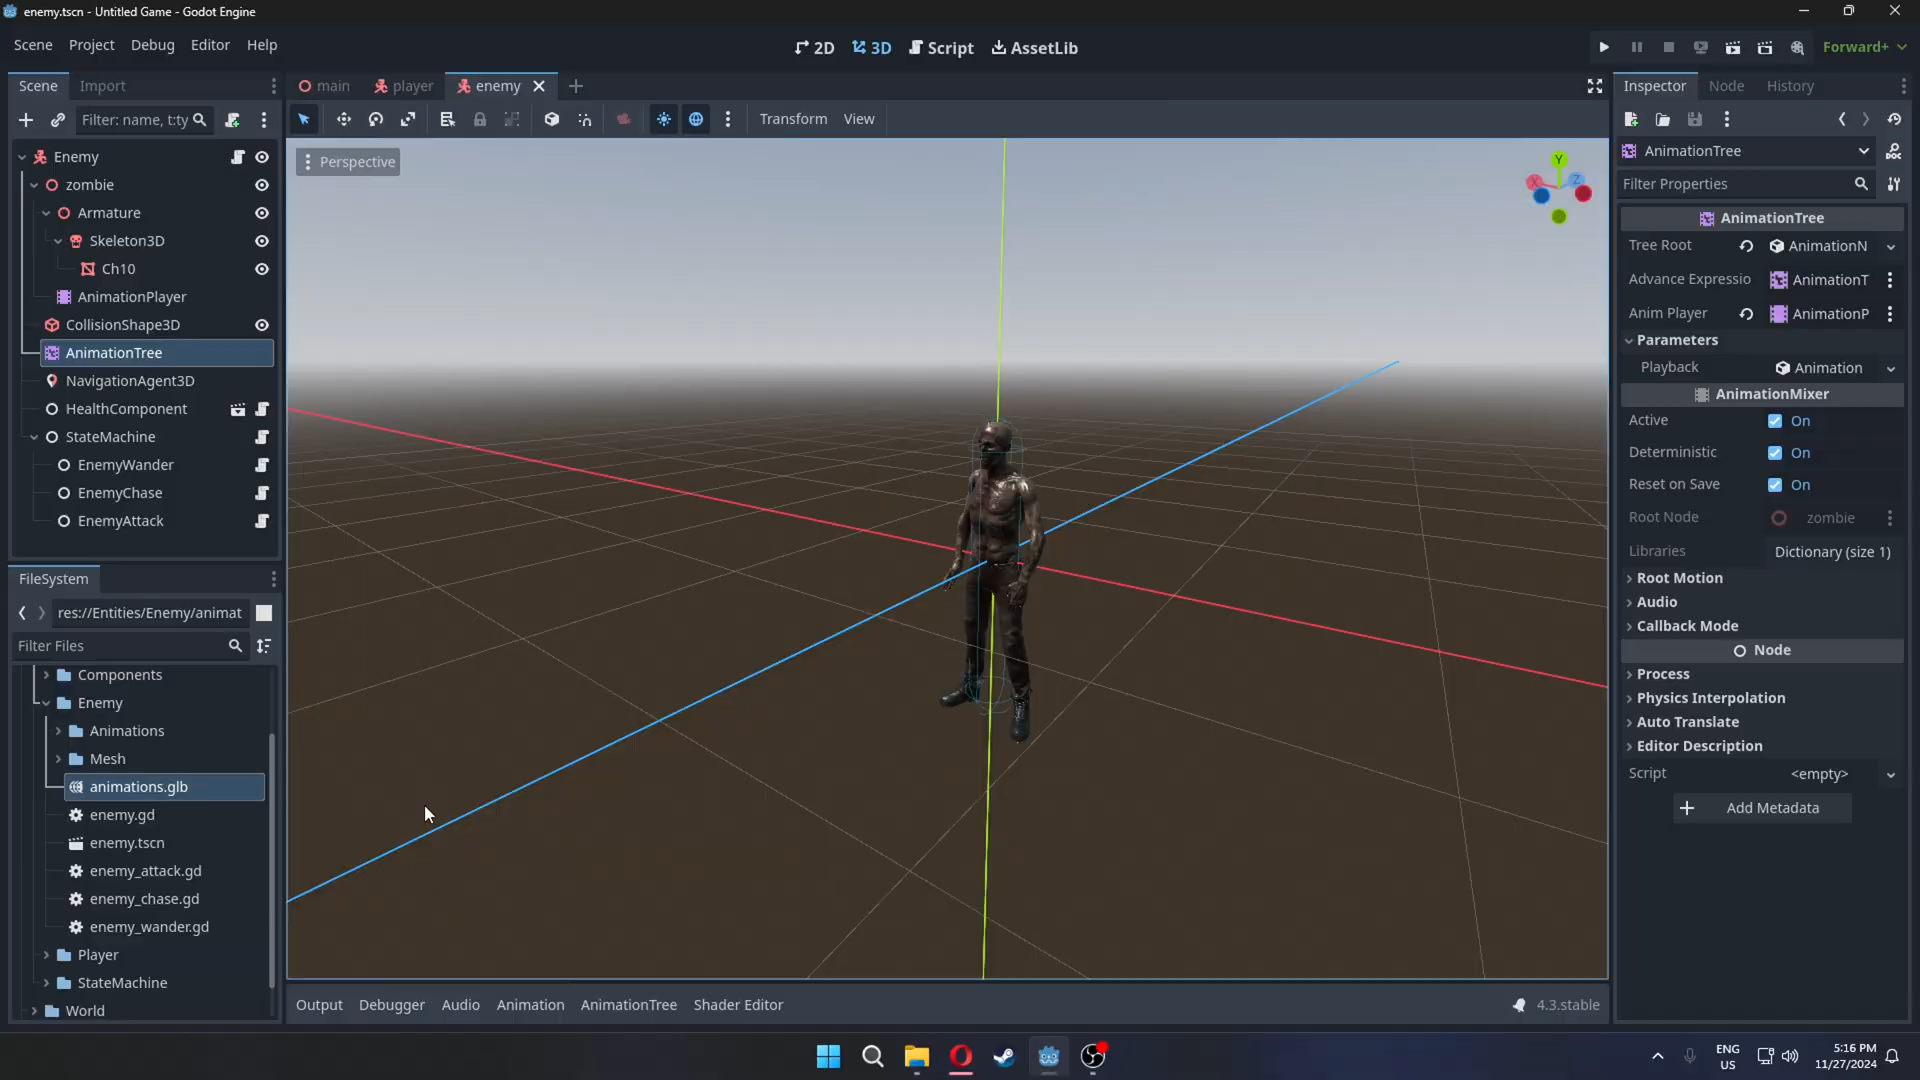 enemy.tscn - Untitled Game - Godot Engine
Scene Project Debug Editor Help
2D 3D Script AssetLib
Forward+
Scene Import
main player enemy
Inspector Node History
Filter: name, t:ty
Transform View
Enemy
zombie
Armature
Skeleton3D
Ch10
AnimationPlayer
CollisionShape3D
AnimationTree
NavigationAgent3D
HealthComponent
StateMachine
EnemyWander
EnemyChase
EnemyAttack
FileSystem
res://Entities/Enemy/animat
Filter Files
Components
Enemy
Animations
Mesh
animations.glb
enemy.gd
enemy.tscn
enemy_attack.gd
enemy_chase.gd
enemy_wander.gd
Player
StateMachine
World
Perspective
Y
X
Z
Output Debugger Audio Animation AnimationTree Shader Editor
4.3.stable
AnimationTree
DOC
Filter Properties
AnimationTree
Tree Root AnimationN
Advance Expressio AnimationT
Anim Player AnimationP
Parameters
Playback Animation
AnimationMixer
Active On
Deterministic On
Reset on Save On
Root Node zombie
Libraries Dictionary (size 1)
Root Motion
Audio
Callback Mode
Node
Process
Physics Interpolation
Auto Translate
Editor Description
Script <empty>
Add Metadata
ENG
US
5:16 PM
11/27/2024